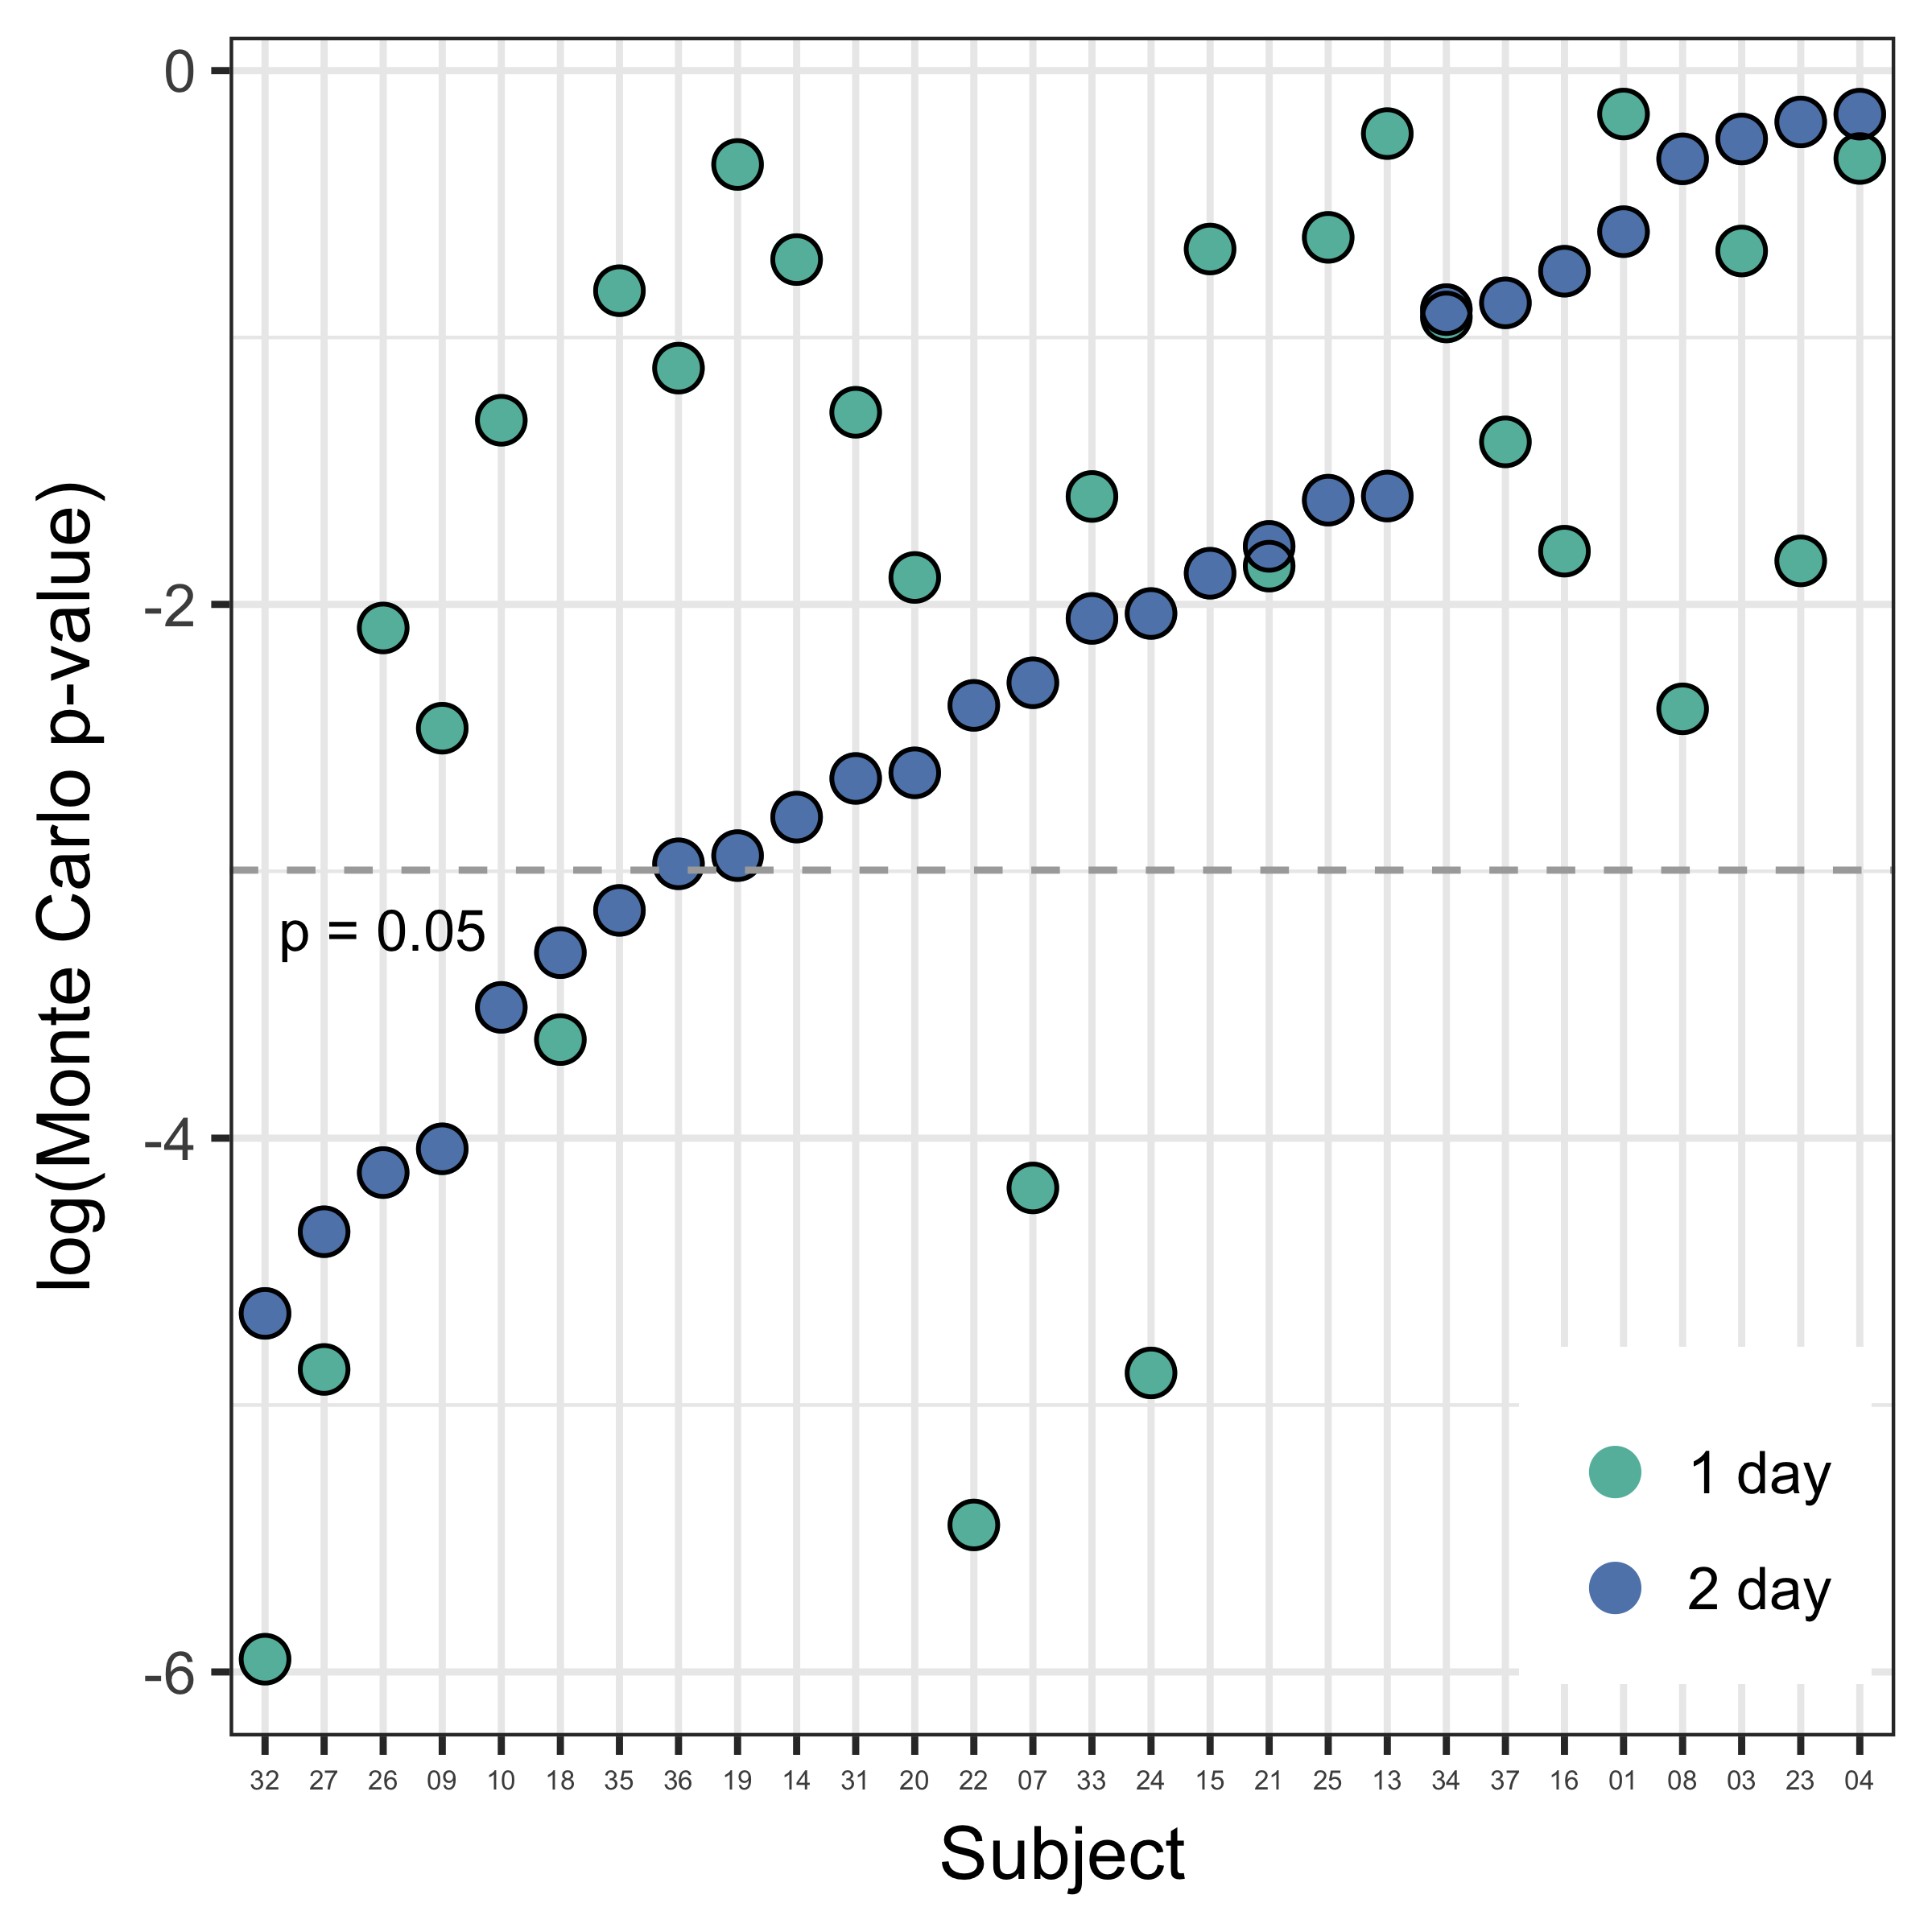 log(Monte Carlo p-value)
0
-2
-4
-6
p = 0.05
1 day
2 day
32 27 26 09 10 18 35 36 19 14 31 20 22 07 33 24 15 21 25 13 34 37 16 01 08 03 23 04
Subject